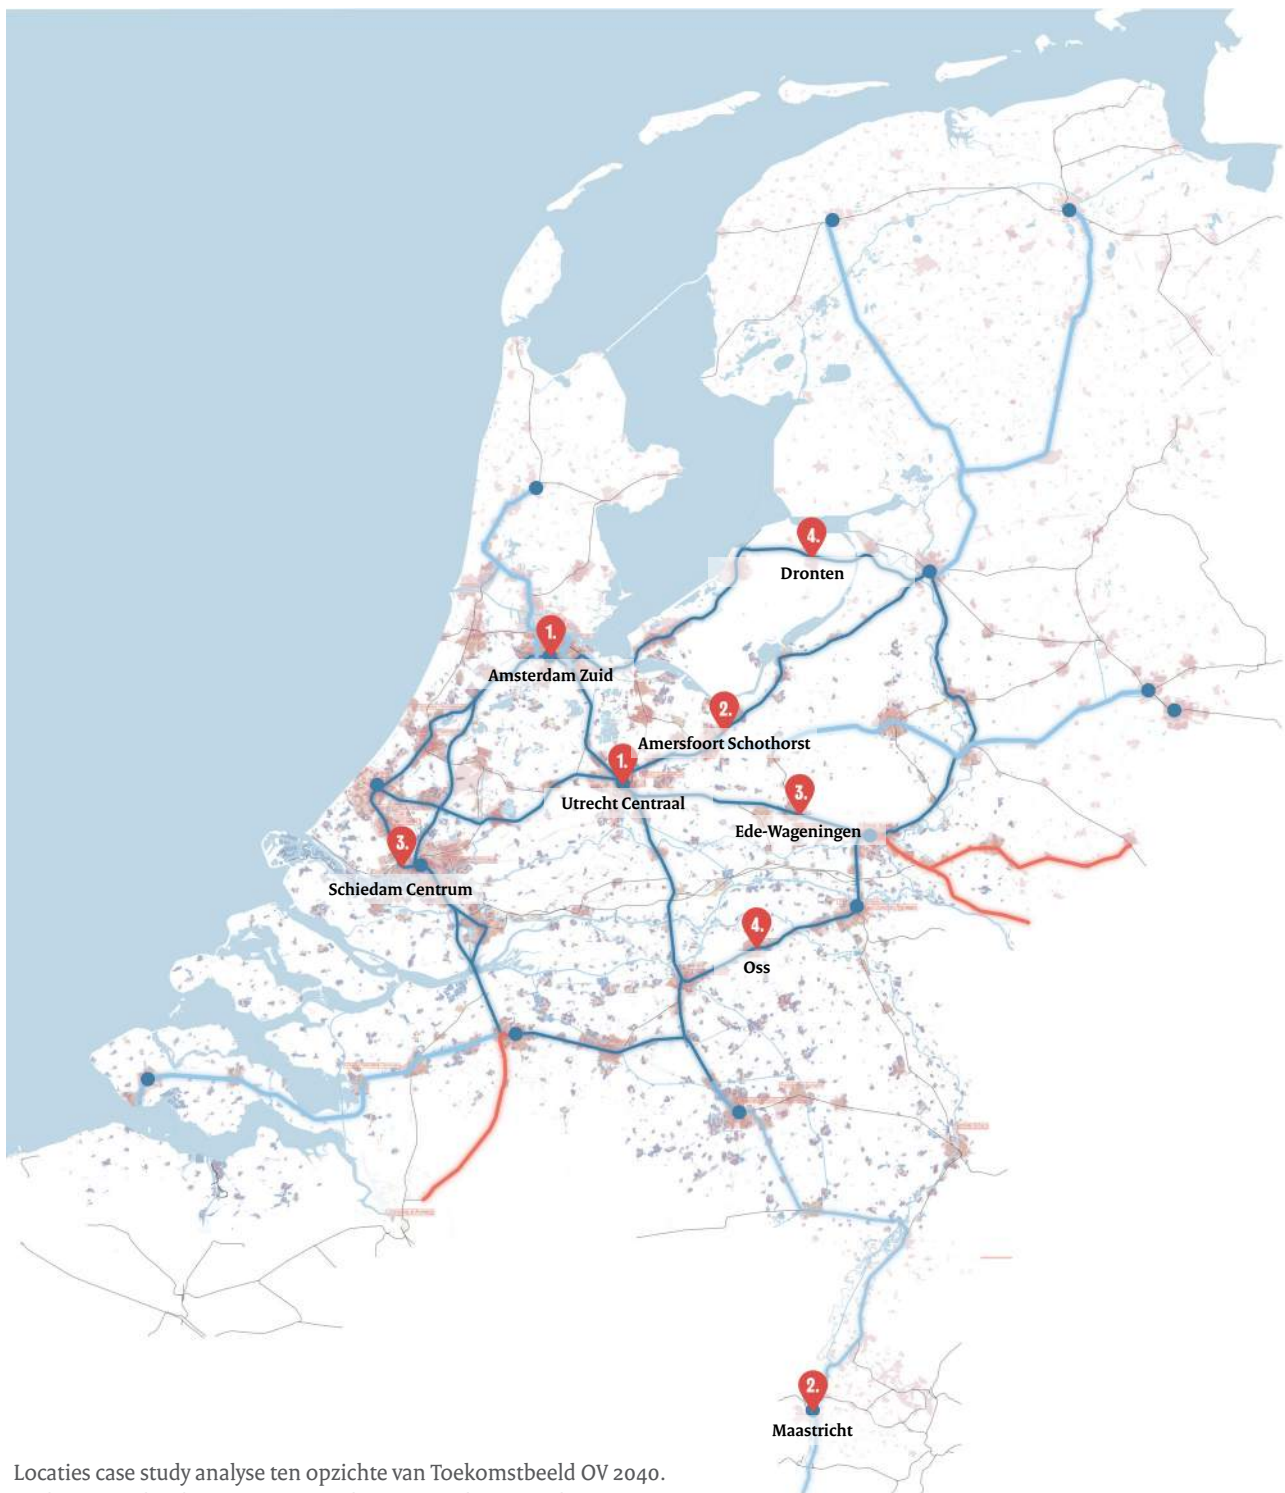 4.
Dronten
1.
Amsterdam Zuid
2.
Amersfoort Schothorst
1.
Utrecht Centraal
3.
Ede-Wageningen
3.
Schiedam Centrum
4.
Oss
2.
Maastricht
Locaties case study analyse ten opzichte van Toekomstbeeld OV 2040.